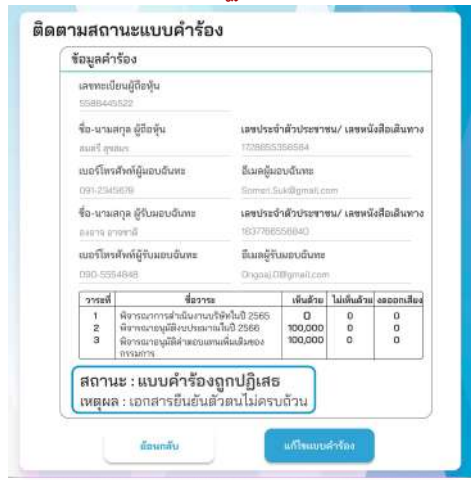 ติดตามสถานะแบบคำร้อง
ข้อมูลคำร้อง
เลขทะเบียนผู้ถือหุ้น
5586445522
ชื่อ-นามสกุล ผู้ถือหุ้น เลขประจำตัวประชาชน/ เลขหนังสือเดินทาง
สมศรี สุขสมร 1728655356584
เบอร์โทรศัพท์ผู้มอบฉันทะ อีเมลผู้มอบฉันทะ
091-2345678 Somsri.Suk@gmail.com
ชื่อ-นามสกุล ผู้รับมอบฉันทะ เลขประจำตัวประชาชน/ เลขหนังสือเดินทาง
องอาจ อาจชาติ 1837786556840
เบอร์โทรศัพท์ผู้รับมอบฉันทะ อีเมลผู้รับมอบฉันทะ
090-5554848 Ongoaj.O@gmail.com
วาระที่ ชื่อวาระ เห็นด้วย ไม่เห็นด้วย งดออกเสียง
1 พิจารณาการดำเนินงานบริษัทในปี 2565 0 0 0
2 พิจารณาอนุมัติงบประมาณในปี 2566 100,000 0 0
3 พิจารณาอนุมัติค่าตอบแทนเพิ่มเติมของ 100,000 0 0
กรรมการ
สถานะ : แบบคำร้องถูกปฏิเสธ
เหตุผล : เอกสารยืนยันตัวตนไม่ครบถ้วน
ย้อนกลับ แก้ไขแบบคำร้อง